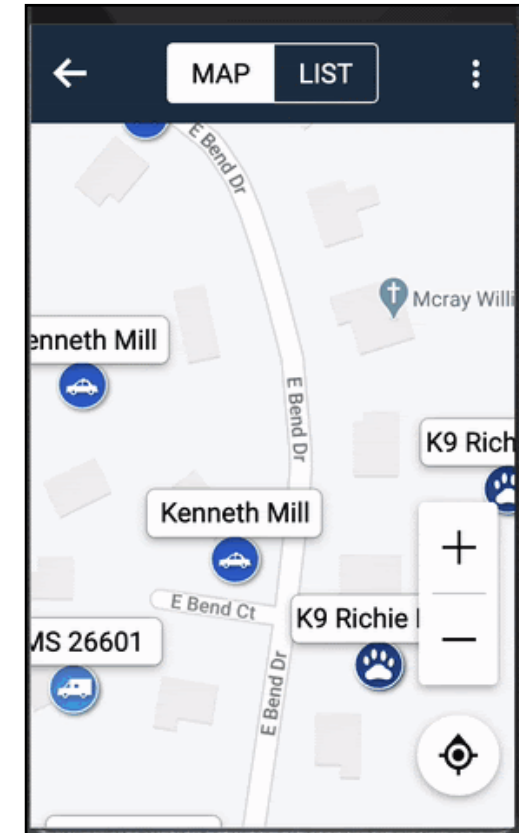 MAP LIST
E Bend Dr
Mcray Willi
enneth Mill
E Bend Dr
K9 Rich
Kenneth Mill
E Bend Ct
K9 Richie
MS 26601
E Bend Dr